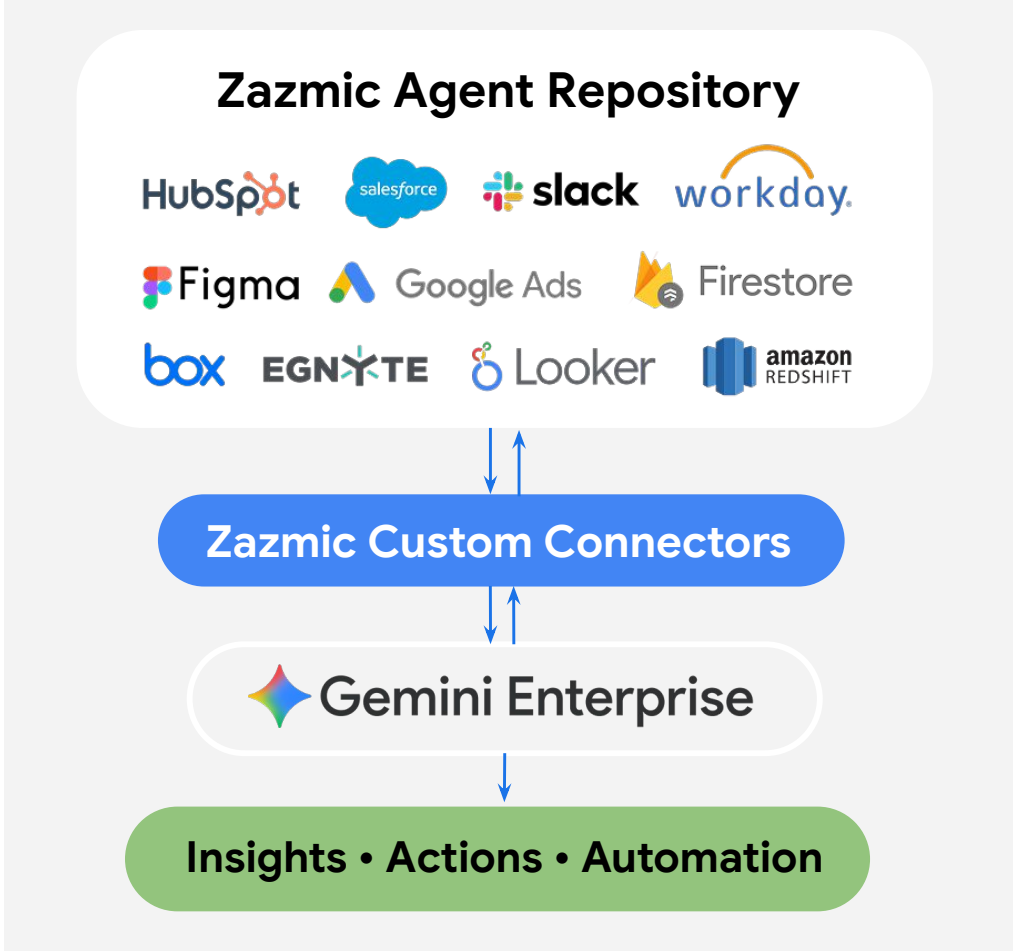 Zazmic Agent Repository
HubSpot salesforce slack workday.
Figma Google Ads Firestore
box EGNYTE Looker amazon REDSHIFT
Zazmic Custom Connectors
Gemini Enterprise
Insights • Actions • Automation